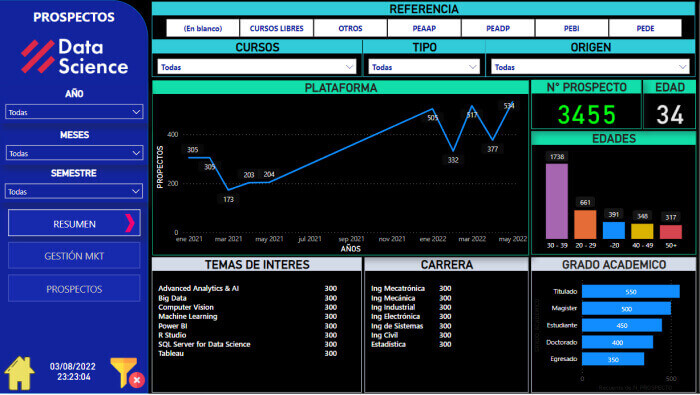 PROSPECTOS
Data
Science
AÑO
Todas
MESES
Todas
SEMESTRE
Todas
RESUMEN
GESTIÓN MKT
PROSPECTOS
03/08/2022
23:23:04
REFERENCIA
(En blanco) CURSOS LIBRES OTROS PEAAP PEADP PEBI PEDE
CURSOS TIPO ORIGEN
Todas Todas Todas
PLATAFORMA
PROPECTOS
400
200
0
305 305 173 203 204 505 332 517 377 534
ene 2021 mar 2021 may 2021 jul 2021 sep 2021 nov 2021 ene 2022 mar 2022 may 2022
AÑOS
N° PROSPECTO EDAD
3455 34
EDADES
1738 661 391 348 317
30 - 39 20 - 29 -20 40 - 49 50+
TEMAS DE INTERES
Advanced Analytics & AI 300
Big Data 300
Computer Vision 300
Machine Learning 300
Power BI 300
R Studio 300
SQL Server for Data Science 300
Tableau 300
CARRERA
Ing Mecatrónica 300
Ing Mecánica 300
Ing Industrial 300
Ing Electrónica 300
Ing de Sistemas 300
Ing Civil 300
Estadistica 300
GRADO ACADEMICO
Titulado 550
Magister 500
Estudiante 450
Doctorado 400
Egresado 350
0 500